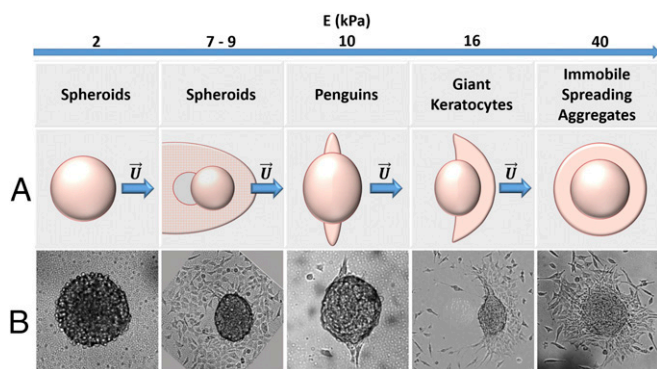 E (kPa)
2 7 - 9 10 16 40
Spheroids Spheroids Penguins Giant Keratocytes Immobile Spreading Aggregates
A U U U U
B